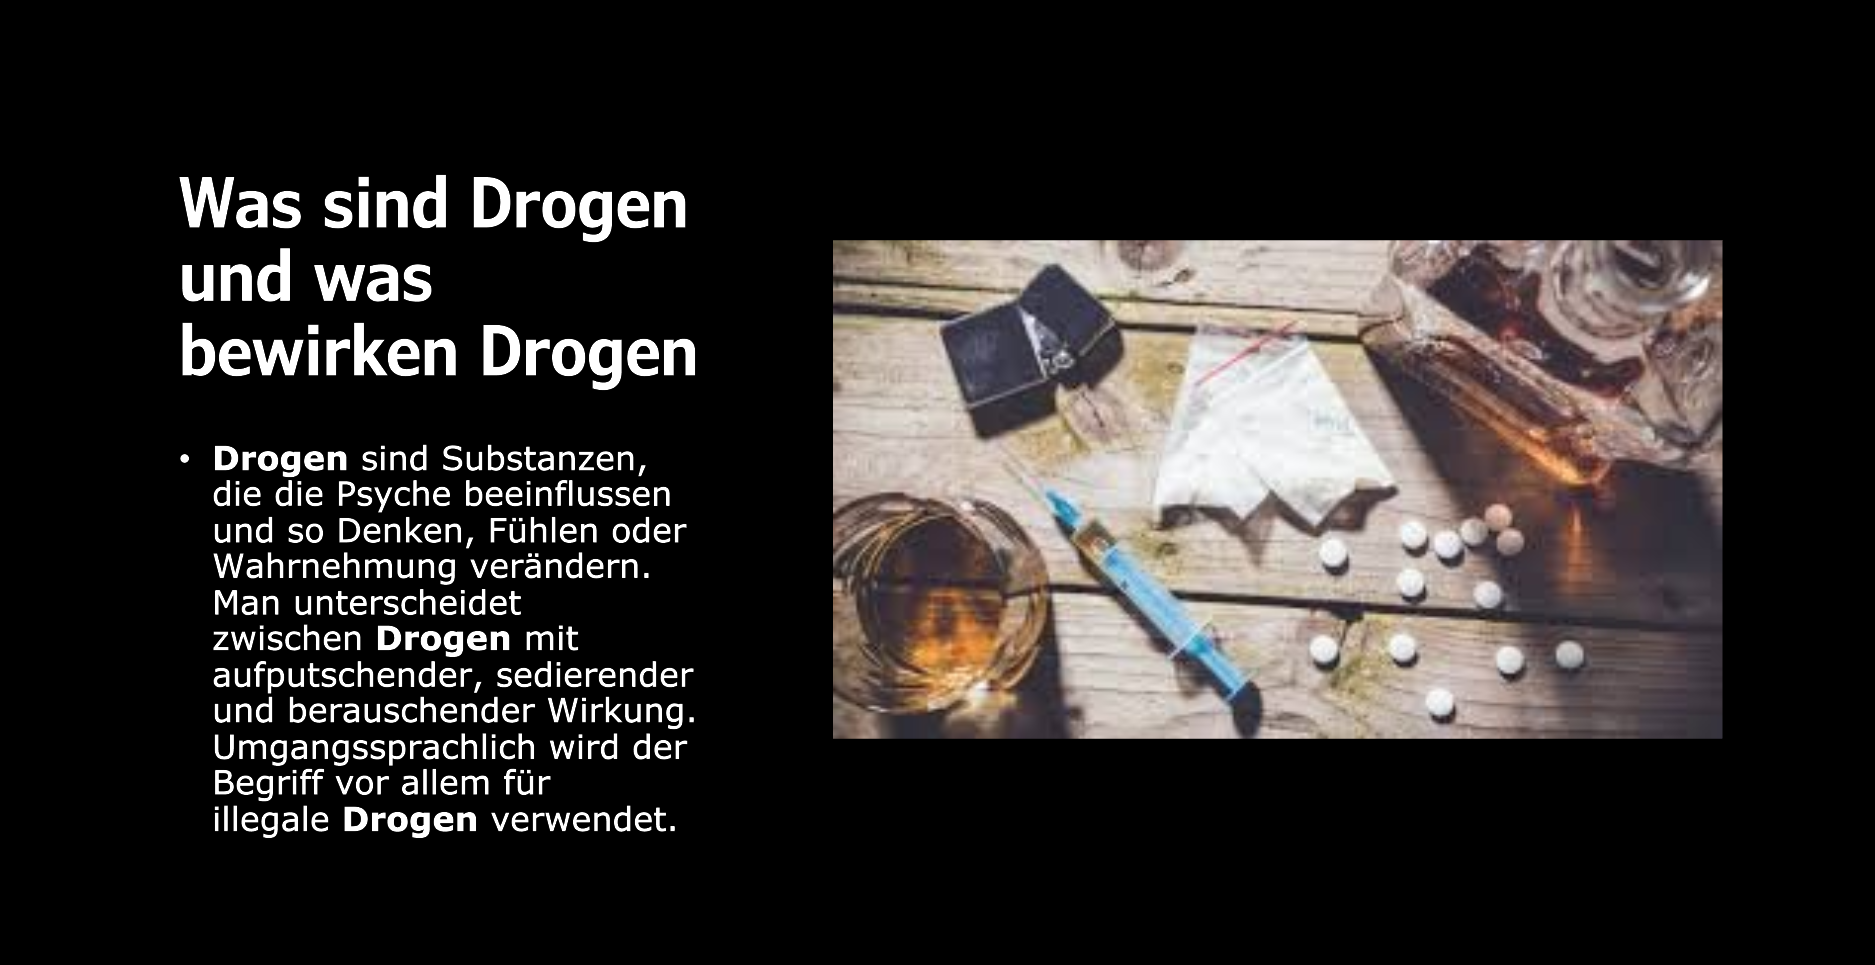 Was sind Drogen
und was
bewirken Drogen
• Drogen sind Substanzen,
die die Psyche beeinflussen
und so Denken, Fühlen oder
Wahrnehmung verändern.
Man unterscheidet
zwischen Drogen mit
aufputschender, sedierender
und berauschender Wirkung.
Umgangssprachlich wird der
Begriff vor allem für
illegale Drogen verwendet.